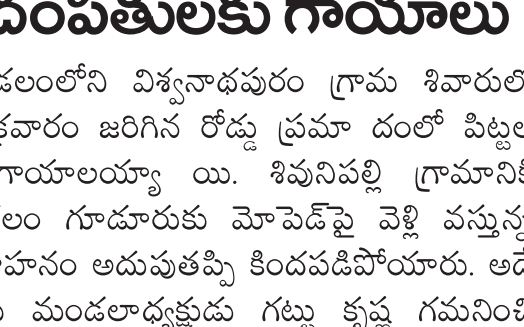 దంపతులకు గాయాలు
డలంలోని విశ్వనాథపురం గ్రామ శివారులో
క్రవారం జరిగిన రోడ్డు ప్రమా దంలో పిట్టల
గాయాలయ్యా యి. శివునిపల్లి గ్రామానికి
లం గూడూరుకు మోపెడ్‌పై వెళ్లి వస్తున్న
ాహనం అదుపుతప్పి కిందపడిపోయారు. అదే
మండలాధ్యక్షుడు గట్టు కృష్ణ గమనించి